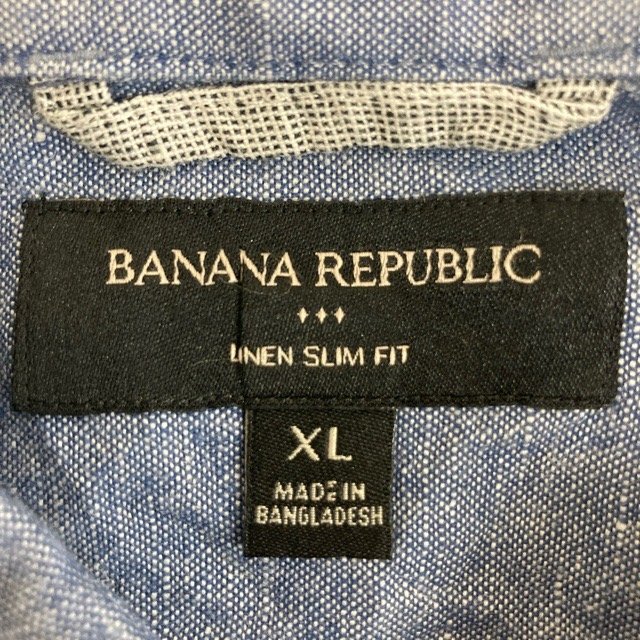 BANANA REPUBLIC
LINEN SLIM FIT
XL
MADE IN
BANGLADESH